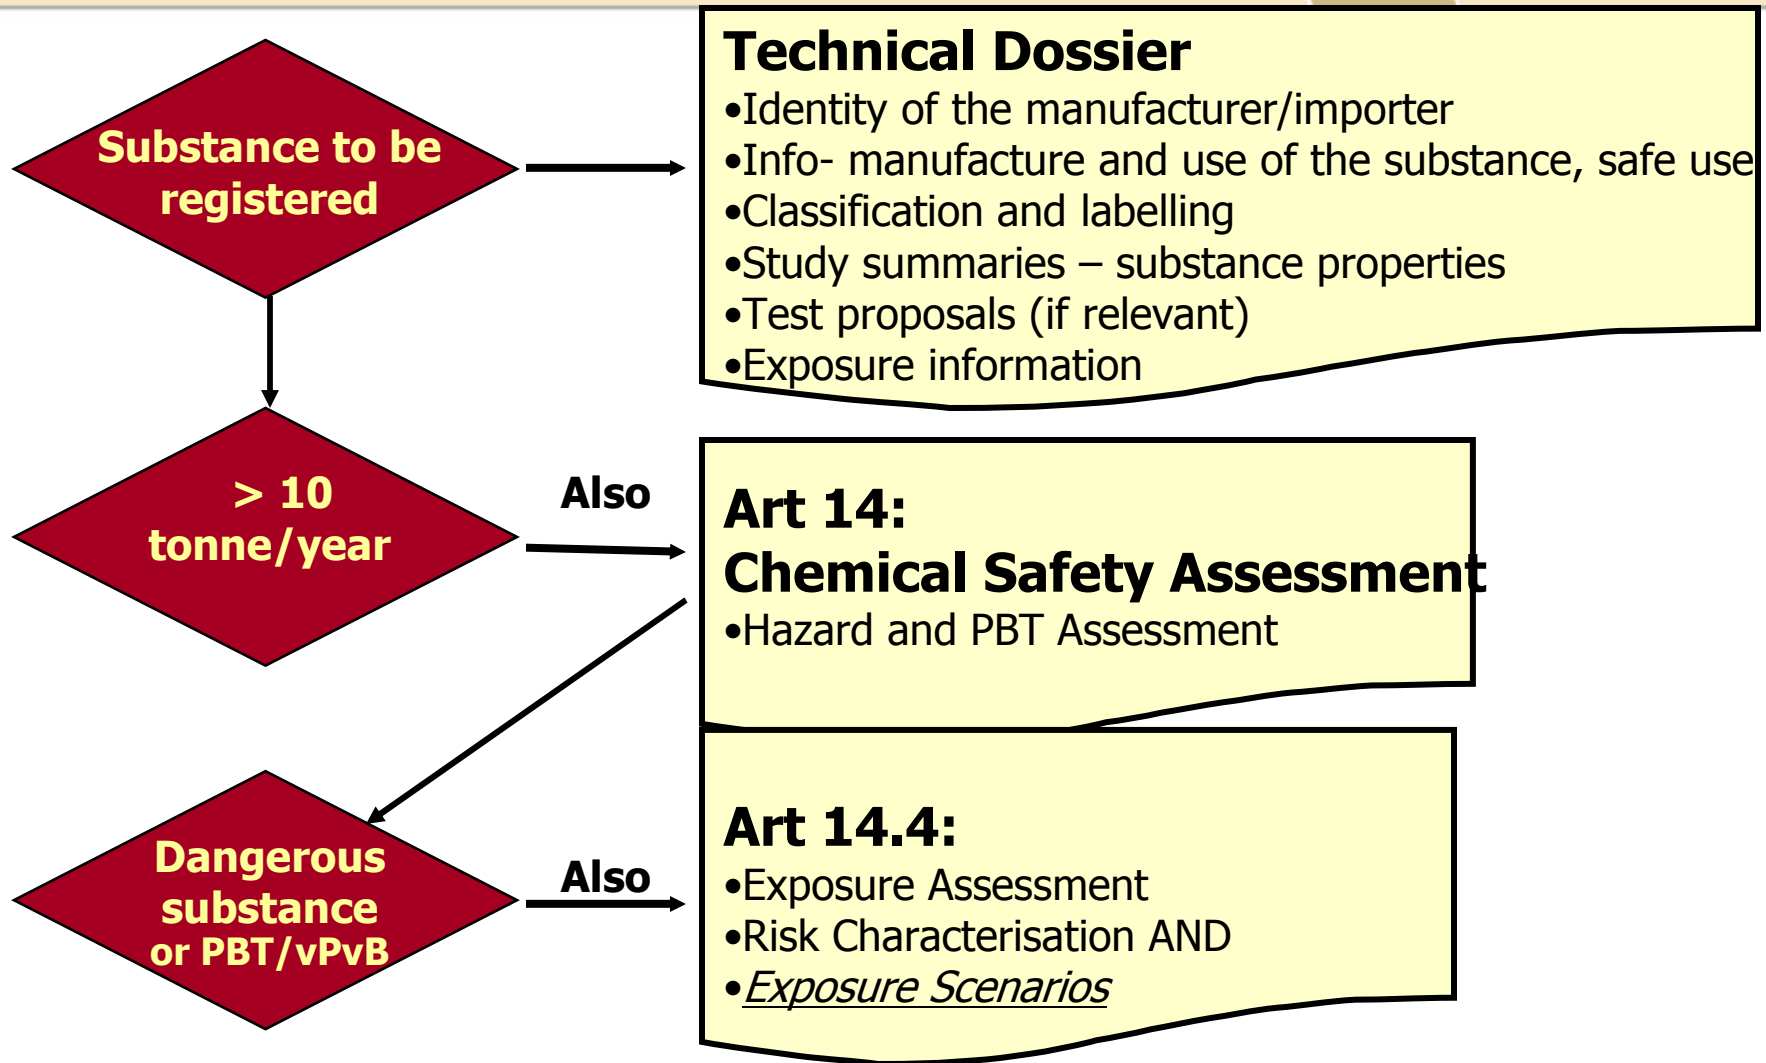 Substance to be
registered
Technical Dossier
•Identity of the manufacturer/importer
•Info- manufacture and use of the substance, safe use
•Classification and labelling
•Study summaries – substance properties
•Test proposals (if relevant)
•Exposure information
> 10
tonne/year
Also
Art 14:
Chemical Safety Assessment
•Hazard and PBT Assessment
Dangerous
substance
or PBT/vPvB
Also
Art 14.4:
•Exposure Assessment
•Risk Characterisation AND
•Exposure Scenarios